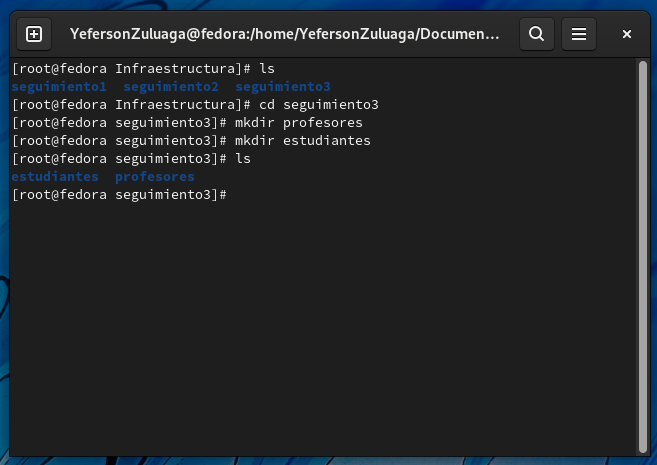 YefersonZuluaga@fedora:/home/YefersonZuluaga/Documen...
[root@fedora Infraestructura]# ls
seguimiento1  seguimiento2  seguimiento3
[root@fedora Infraestructura]# cd seguimiento3
[root@fedora seguimiento3]# mkdir profesores
[root@fedora seguimiento3]# mkdir estudiantes
[root@fedora seguimiento3]# ls
estudiantes  profesores
[root@fedora seguimiento3]#